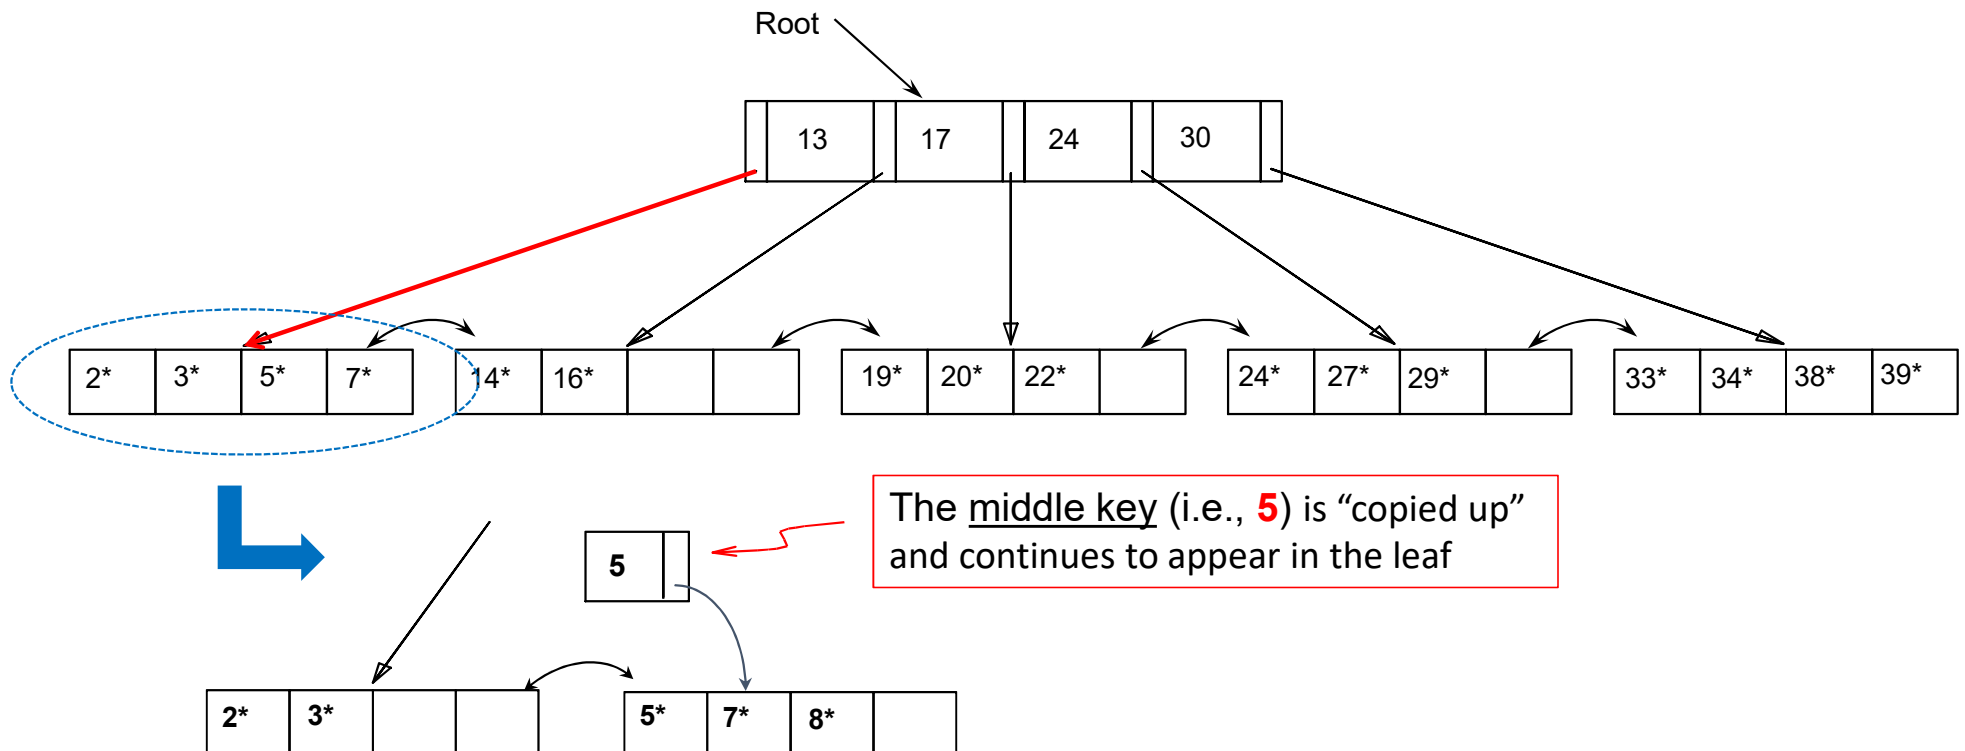 Root
13 17 24 30
2* 3* 5* 7* 14* 16* 19* 20* 22* 24* 27* 29* 33* 34* 38* 39*
The middle key (i.e., 5) is “copied up”
and continues to appear in the leaf
5
2* 3* 5* 7* 8*